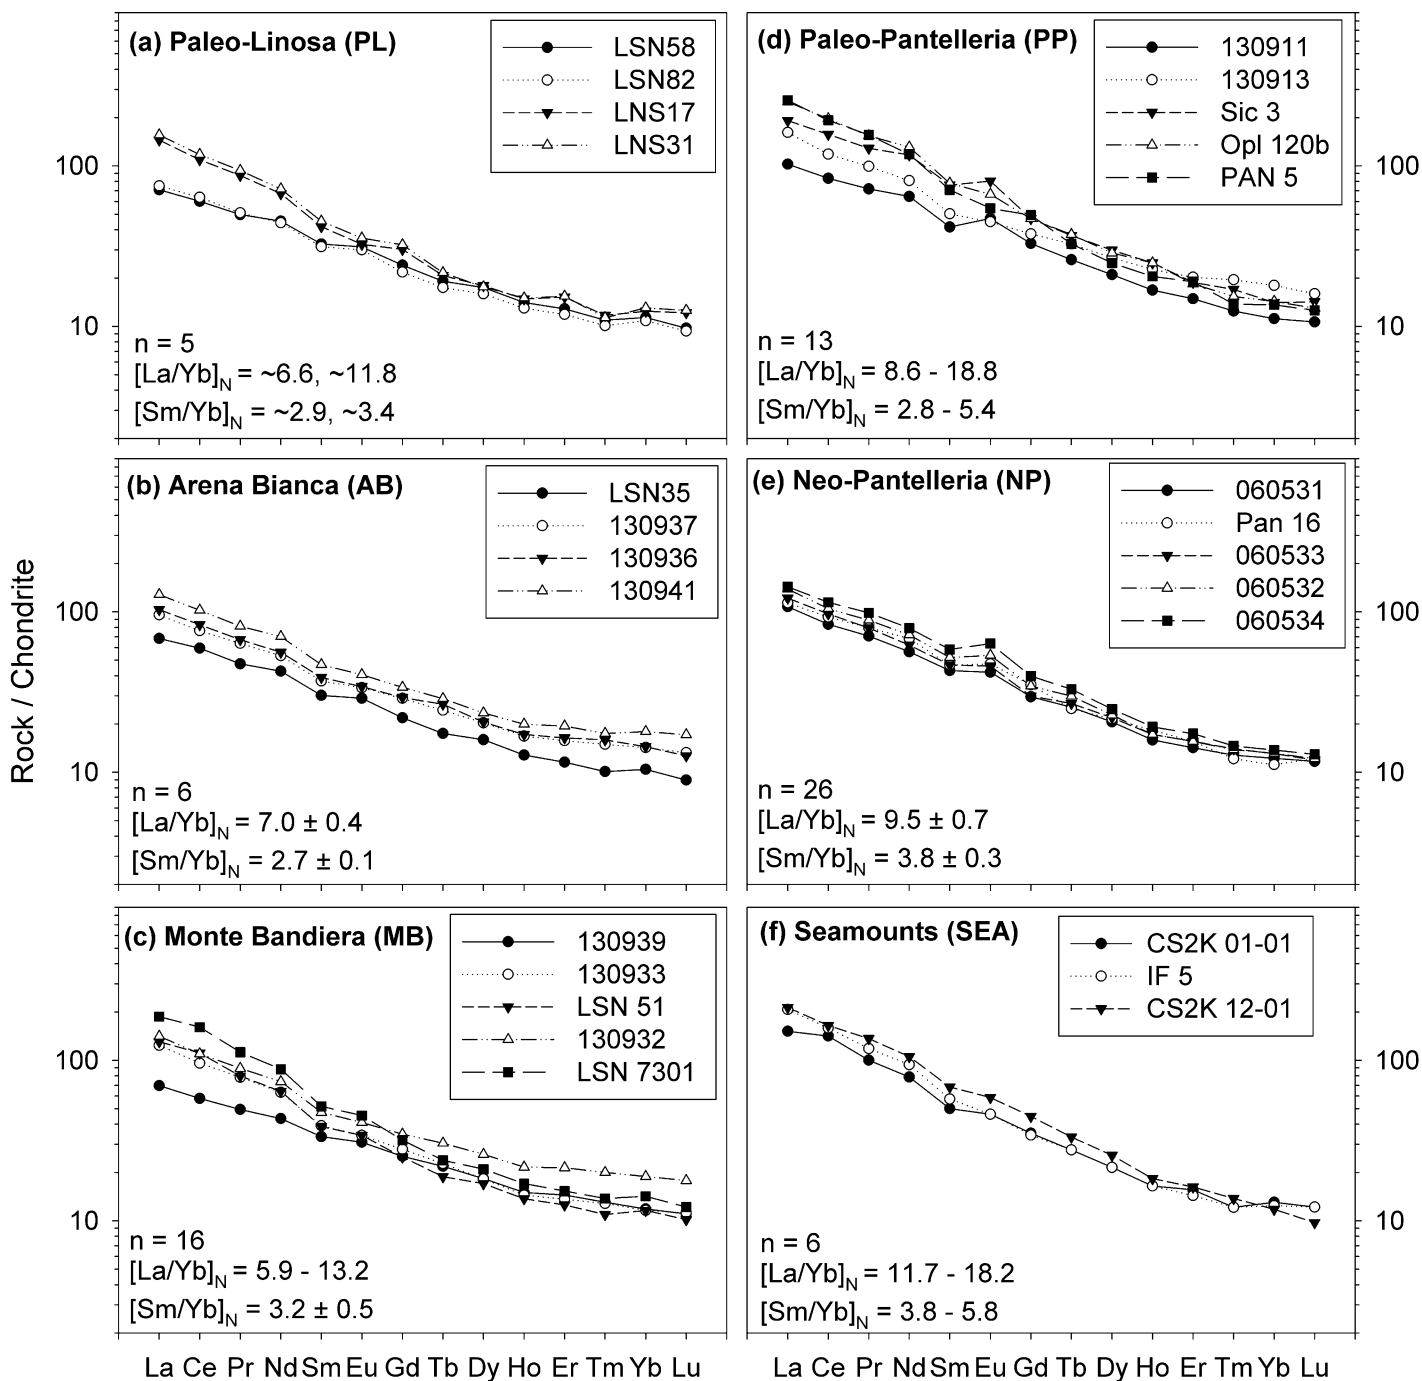 (a) Paleo-Linosa (PL)
LSN58
LSN82
LNS17
LNS31
100
10
n = 5
[La/Yb]N = ~6.6, ~11.8
[Sm/Yb]N = ~2.9, ~3.4
(d) Paleo-Pantelleria (PP)
130911
130913
Sic 3
Opl 120b
PAN 5
100
10
n = 13
[La/Yb]N = 8.6 - 18.8
[Sm/Yb]N = 2.8 - 5.4
Rock / Chondrite
(b) Arena Bianca (AB)
LSN35
130937
130936
130941
100
10
n = 6
[La/Yb]N = 7.0 ± 0.4
[Sm/Yb]N = 2.7 ± 0.1
(e) Neo-Pantelleria (NP)
060531
Pan 16
060533
060532
060534
100
10
n = 26
[La/Yb]N = 9.5 ± 0.7
[Sm/Yb]N = 3.8 ± 0.3
(c) Monte Bandiera (MB)
130939
130933
LSN 51
130932
LSN 7301
100
10
n = 16
[La/Yb]N = 5.9 - 13.2
[Sm/Yb]N = 3.2 ± 0.5
La Ce Pr Nd Sm Eu Gd Tb Dy Ho Er Tm Yb Lu
(f) Seamounts (SEA)
CS2K 01-01
IF 5
CS2K 12-01
100
10
n = 6
[La/Yb]N = 11.7 - 18.2
[Sm/Yb]N = 3.8 - 5.8
La Ce Pr Nd Sm Eu Gd Tb Dy Ho Er Tm Yb Lu